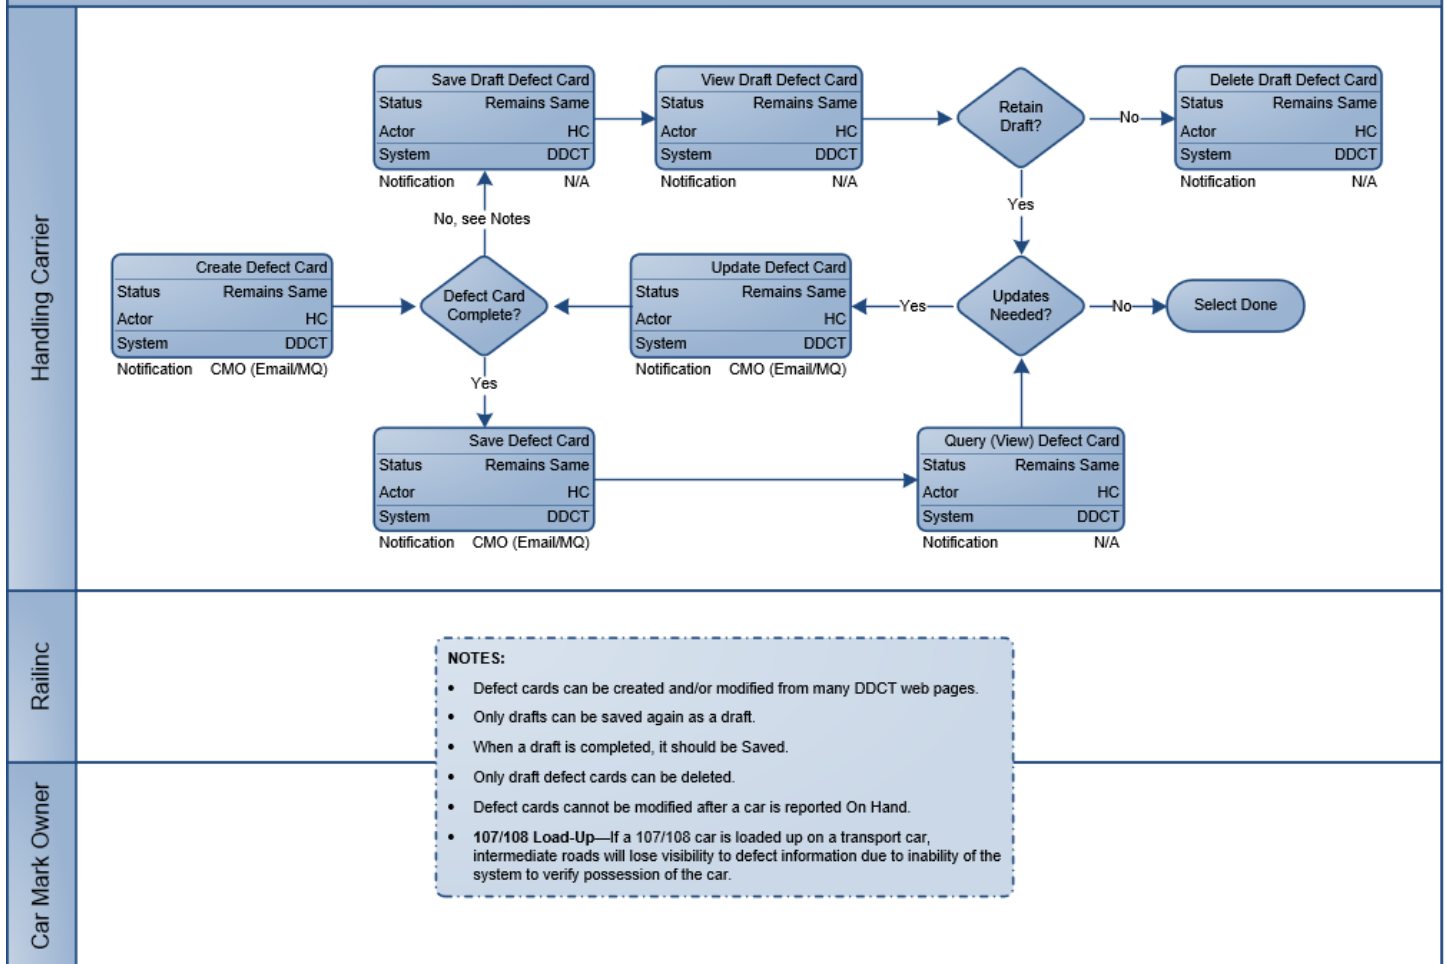 Handling Carrier
Save Draft Defect Card
Status Remains Same
Actor HC
System DDCT
Notification N/A
View Draft Defect Card
Status Remains Same
Actor HC
System DDCT
Notification N/A
Retain
Draft?
No
Delete Draft Defect Card
Status Remains Same
Actor HC
System DDCT
Notification N/A
No, see Notes
Yes
Create Defect Card
Status Remains Same
Actor HC
System DDCT
Notification CMO (Email/MQ)
Defect Card
Complete?
Update Defect Card
Status Remains Same
Actor HC
System DDCT
Notification CMO (Email/MQ)
Yes
Updates
Needed?
No
Select Done
Yes
Save Defect Card
Status Remains Same
Actor HC
System DDCT
Notification CMO (Email/MQ)
Query (View) Defect Card
Status Remains Same
Actor HC
System DDCT
Notification N/A
Railinc
Car Mark Owner
NOTES:
• Defect cards can be created and/or modified from many DDCT web pages.
• Only drafts can be saved again as a draft.
• When a draft is completed, it should be Saved.
• Only draft defect cards can be deleted.
• Defect cards cannot be modified after a car is reported On Hand.
• 107/108 Load-Up—If a 107/108 car is loaded up on a transport car,
intermediate roads will lose visibility to defect information due to inability of the
system to verify possession of the car.